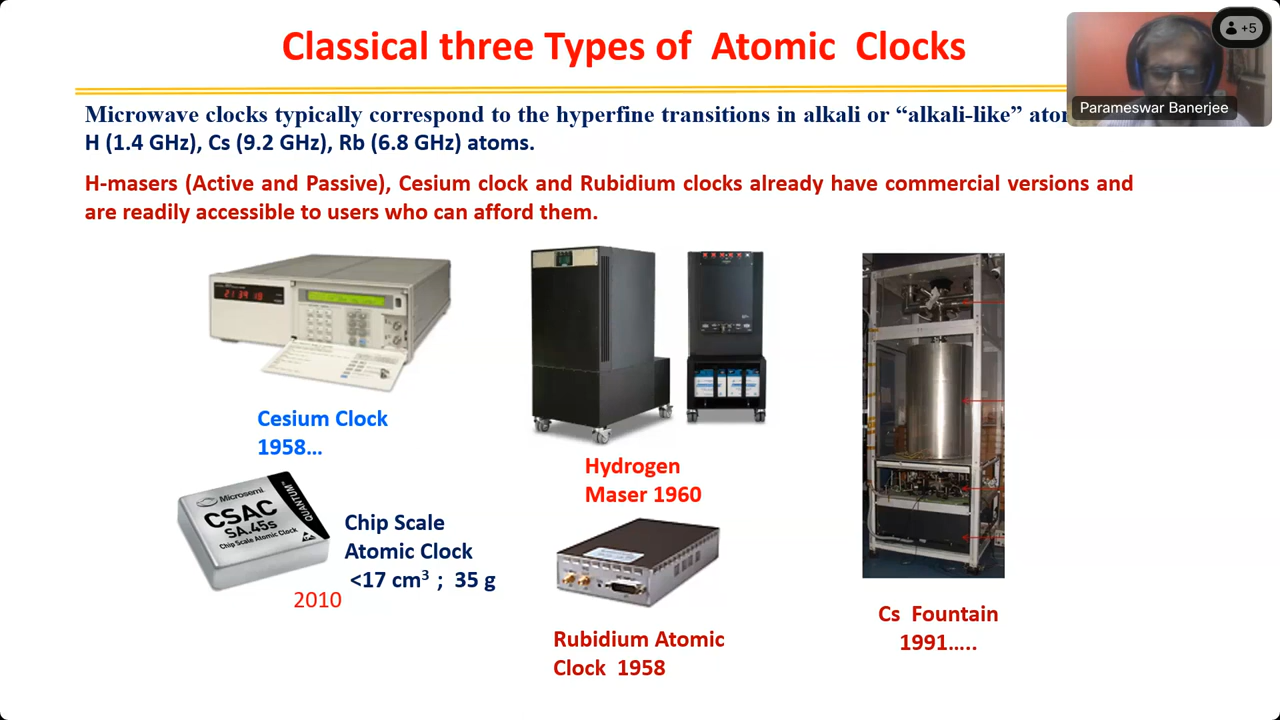 Classical three Types of Atomic Clocks
+5
Parameswar Banerjee
Microwave clocks typically correspond to the hyperfine transitions in alkali or “alkali-like”
H (1.4 GHz), Cs (9.2 GHz), Rb (6.8 GHz) atoms.
H-masers (Active and Passive), Cesium clock and Rubidium clocks already have commercial versions and
are readily accessible to users who can afford them.
Cesium Clock
1958…
Hydrogen
Maser 1960
Microsemi
QUANTUM™
CSAC
SA.45s
Chip Scale Atomic Clock
Chip Scale
Atomic Clock
<17 cm³ ; 35 g
2010
Rubidium Atomic
Clock 1958
Cs Fountain
1991…..